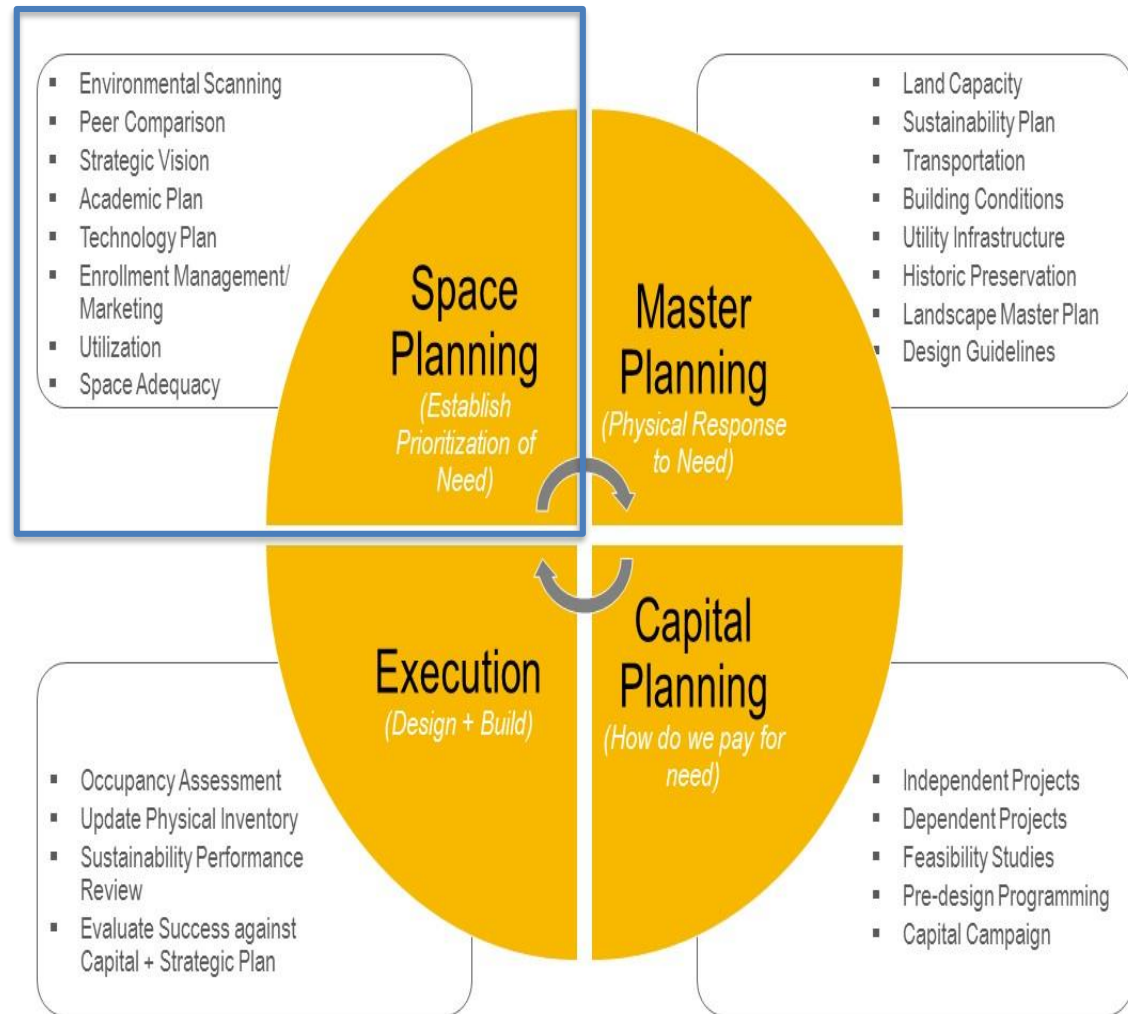 ▪ Environmental Scanning
▪ Peer Comparison
▪ Strategic Vision
▪ Academic Plan
▪ Technology Plan
▪ Enrollment Management/
Marketing
▪ Utilization
▪ Space Adequacy
Space
Planning
(Establish
Prioritization of
Need)
▪ Land Capacity
▪ Sustainability Plan
▪ Transportation
▪ Building Conditions
▪ Utility Infrastructure
▪ Historic Preservation
▪ Landscape Master Plan
▪ Design Guidelines
Master
Planning
(Physical Response
to Need)
Execution
(Design + Build)
▪ Occupancy Assessment
▪ Update Physical Inventory
▪ Sustainability Performance
Review
▪ Evaluate Success against
Capital + Strategic Plan
Capital
Planning
(How do we pay for
need)
▪ Independent Projects
▪ Dependent Projects
▪ Feasibility Studies
▪ Pre-design Programming
▪ Capital Campaign